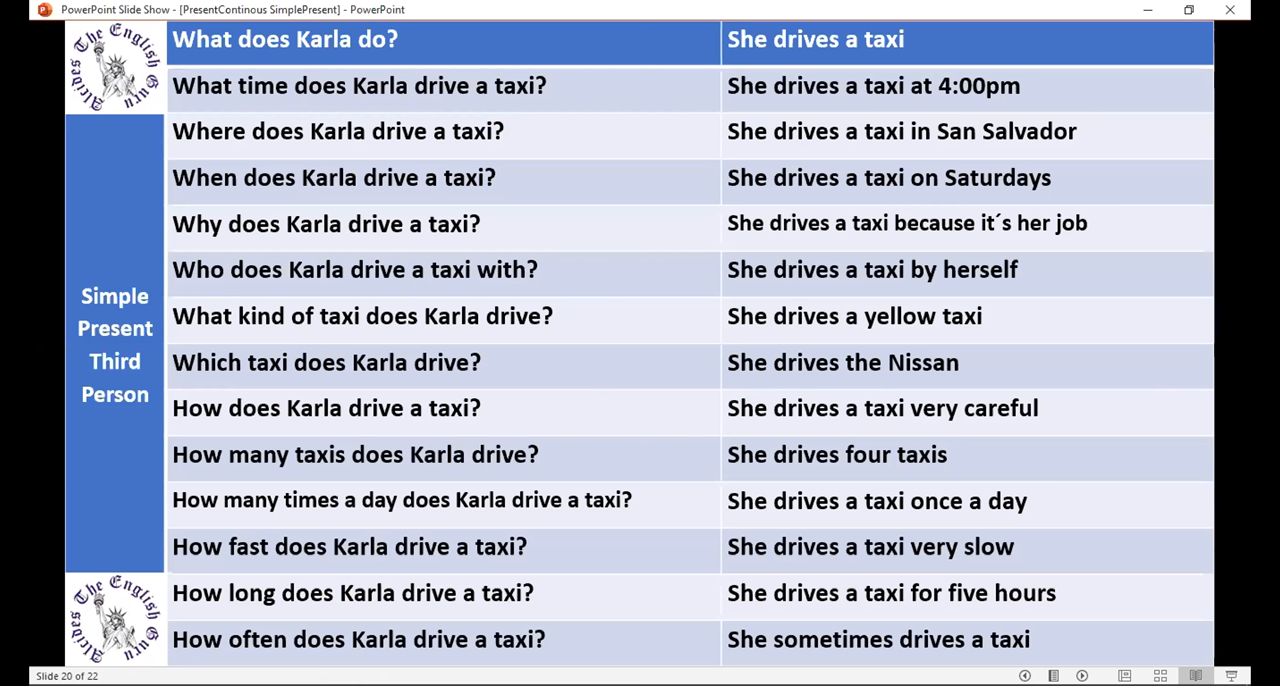 PowerPoint Slide Show - [PresentContinous SimplePresent] - PowerPoint
The English Guru
Alcides
What does Karla do? She drives a taxi
What time does Karla drive a taxi? She drives a taxi at 4:00pm
Where does Karla drive a taxi? She drives a taxi in San Salvador
When does Karla drive a taxi? She drives a taxi on Saturdays
Why does Karla drive a taxi? She drives a taxi because it´s her job
Who does Karla drive a taxi with? She drives a taxi by herself
What kind of taxi does Karla drive? She drives a yellow taxi
Which taxi does Karla drive? She drives the Nissan
How does Karla drive a taxi? She drives a taxi very careful
How many taxis does Karla drive? She drives four taxis
How many times a day does Karla drive a taxi? She drives a taxi once a day
How fast does Karla drive a taxi? She drives a taxi very slow
How long does Karla drive a taxi? She drives a taxi for five hours
How often does Karla drive a taxi? She sometimes drives a taxi
Simple
Present
Third
Person
The English Guru
Alcides
Slide 20 of 22